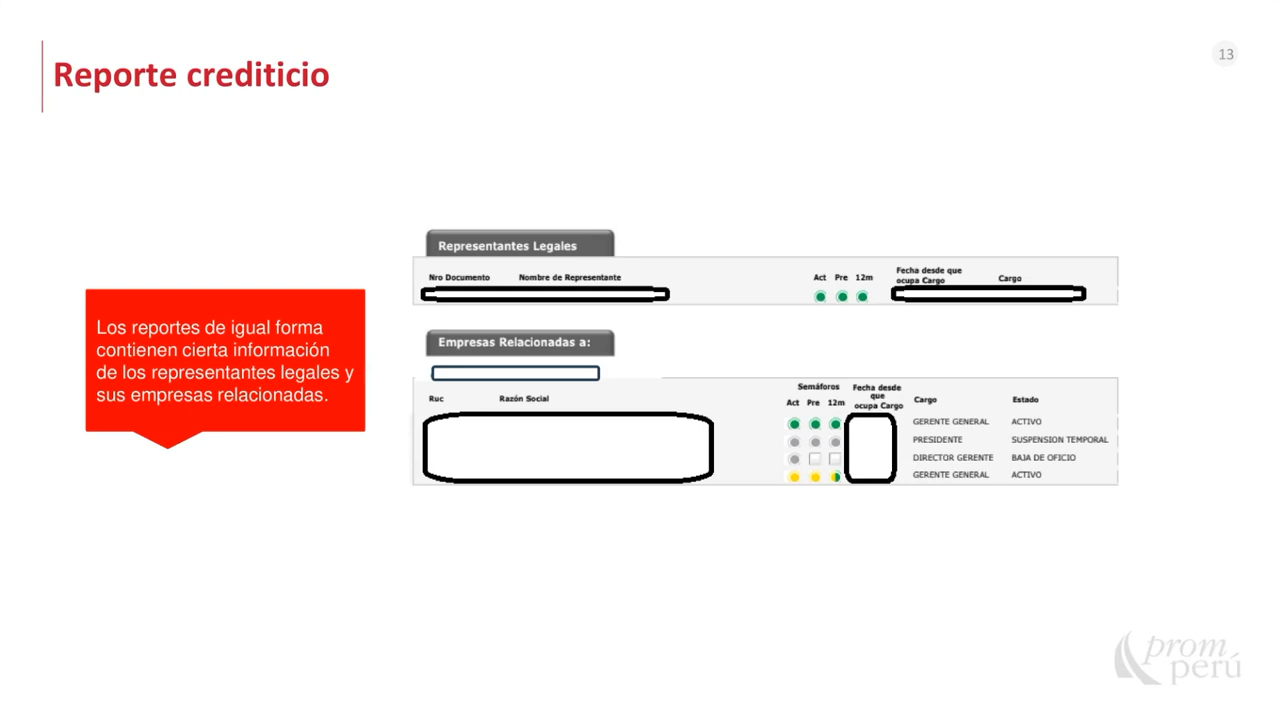 Reporte crediticio
13
Los reportes de igual forma
contienen cierta información
de los representantes legales y
sus empresas relacionadas.
Representantes Legales
Nro Documento Nombre de Representante Act Pre 12m Fecha desde que
ocupa Cargo Cargo
Empresas Relacionadas a:
Ruc Razón Social Semáforos
Act Pre 12m Fecha desde
que
ocupa Cargo Cargo Estado
GERENTE GENERAL ACTIVO
PRESIDENTE SUSPENSION TEMPORAL
DIRECTOR GERENTE BAJA DE OFICIO
GERENTE GENERAL ACTIVO
prom
perú